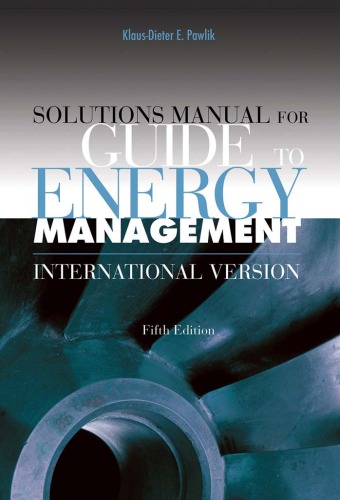 Klaus-Dieter E. Pawlik
SOLUTIONS MANUAL FOR
GUIDE TO
ENERGY
MANAGEMENT
INTERNATIONAL VERSION
Fifth Edition